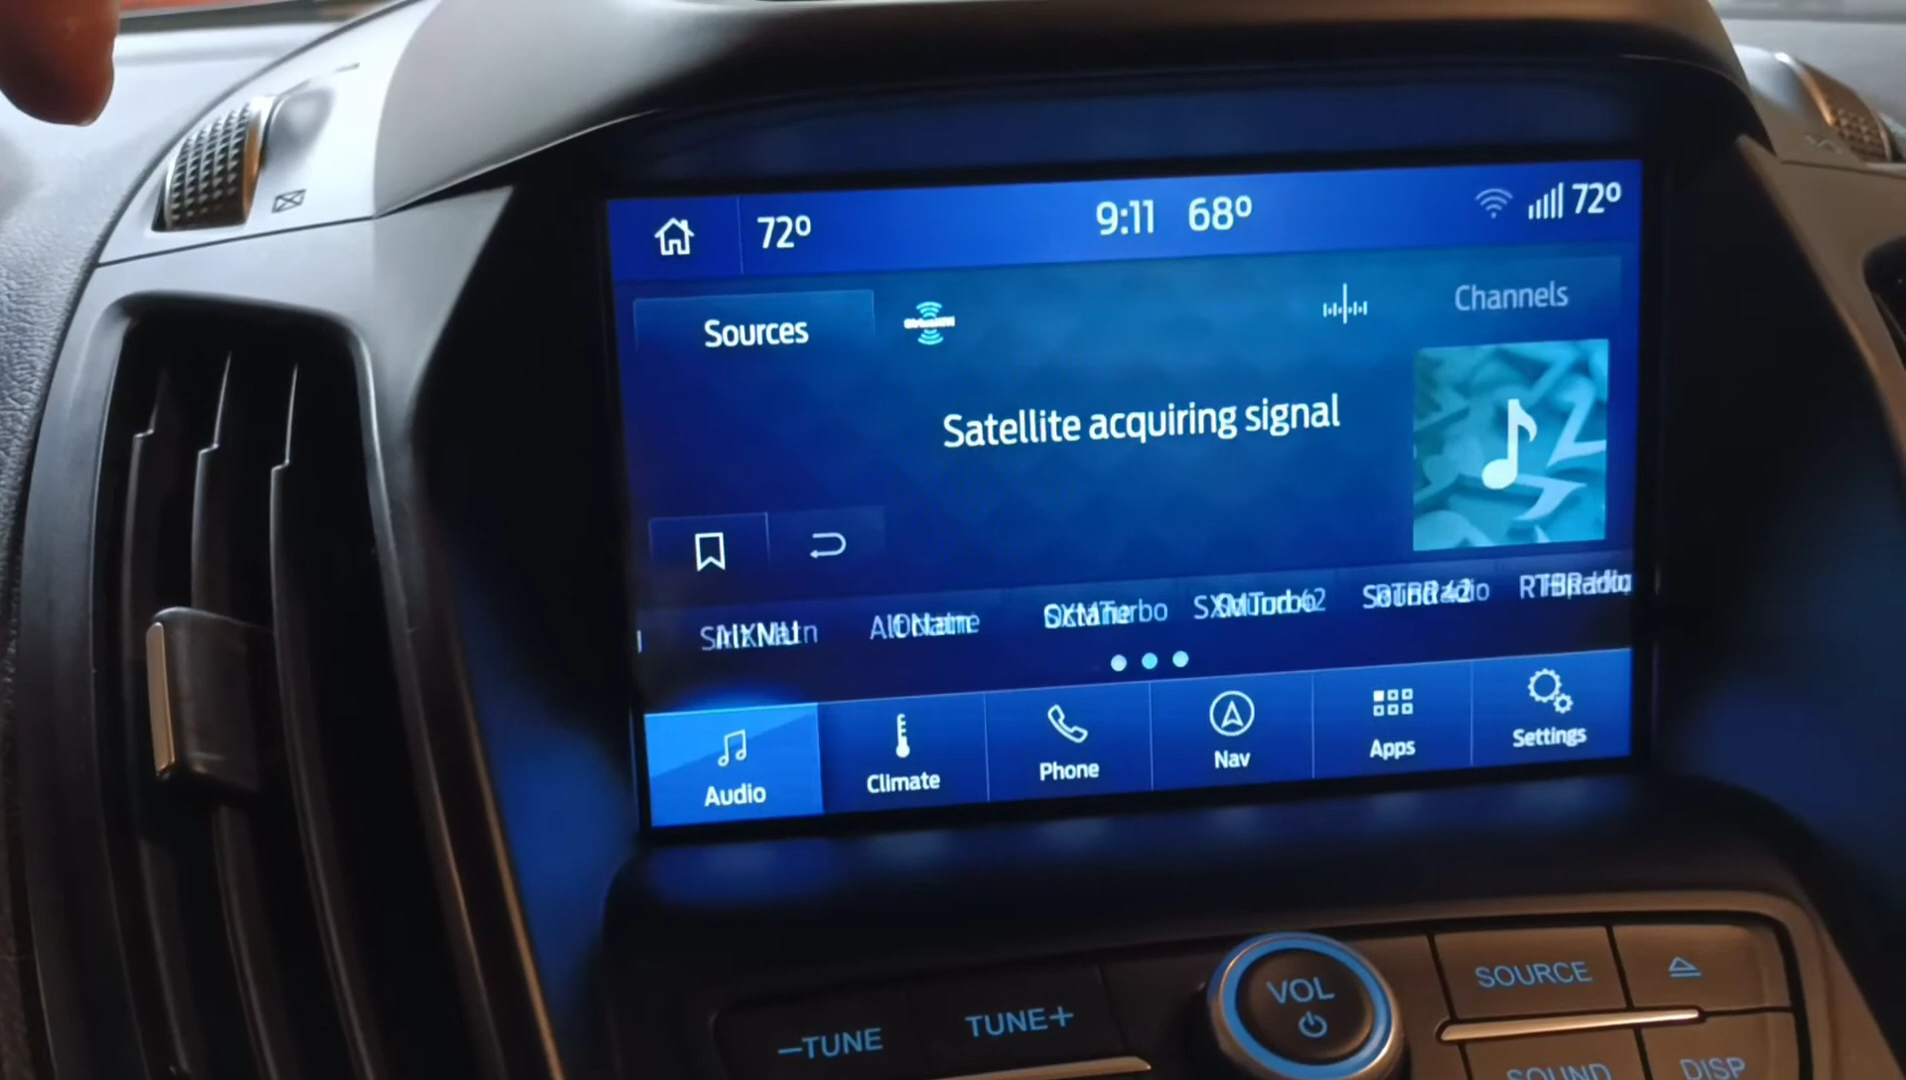 72° 9:11 68° 72°
Sources
Channels
Satellite acquiring signal
Audio
Climate
Phone
Nav
Apps
Settings
VOL
SOURCE
–TUNE
TUNE+
SOUND
DISP